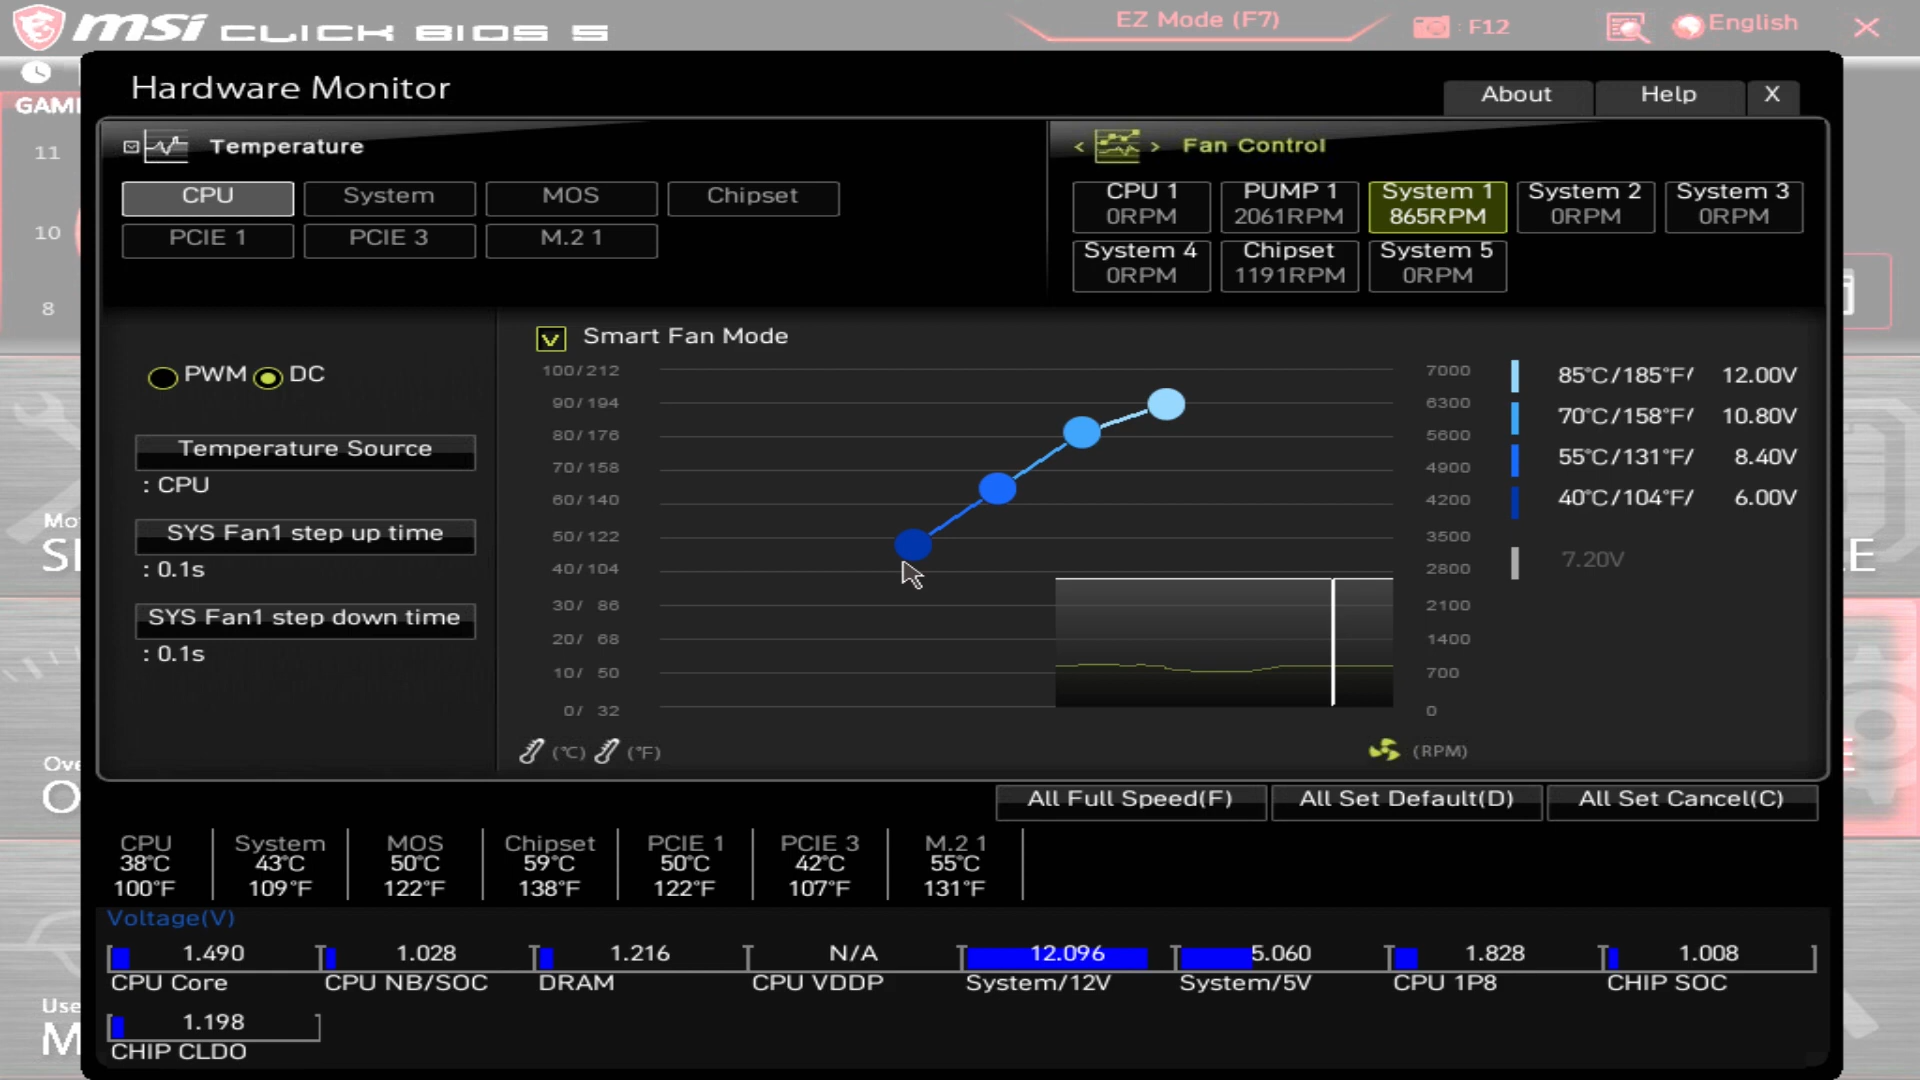 msi CLICK BIOS 5
EZ Mode (F7)
: F12
English
X
Hardware Monitor
About
Help
X
GAM
11
10
8
Temperature
CPU
System
MOS
Chipset
PCIE 1
PCIE 3
M.2 1
< > Fan Control
CPU 1
0RPM
PUMP 1
2061RPM
System 1
865RPM
System 2
0RPM
System 3
0RPM
System 4
0RPM
Chipset
1191RPM
System 5
0RPM
PWM DC
Temperature Source
: CPU
SYS Fan1 step up time
: 0.1s
SYS Fan1 step down time
: 0.1s
V Smart Fan Mode
100/212
90/194
80/176
70/158
60/140
50/122
40/104
30/ 86
20/ 68
10/ 50
0/ 32
(℃) (℉)
7000
6300
5600
4900
4200
3500
2800
2100
1400
700
0
(RPM)
85℃/185℉/ 12.00V
70℃/158℉/ 10.80V
55℃/131℉/ 8.40V
40℃/104℉/ 6.00V
7.20V
All Full Speed(F)
All Set Default(D)
All Set Cancel(C)
CPU
38℃
100℉
System
43℃
109℉
MOS
50℃
122℉
Chipset
59℃
138℉
PCIE 1
50℃
122℉
PCIE 3
42℃
107℉
M.2 1
55℃
131℉
Voltage(V)
1.490
CPU Core
1.028
CPU NB/SOC
1.216
DRAM
N/A
CPU VDDP
12.096
System/12V
5.060
System/5V
1.828
CPU 1P8
1.008
CHIP SOC
1.198
CHIP CLDO
Mo
SI
Ove
O
Use
M
E